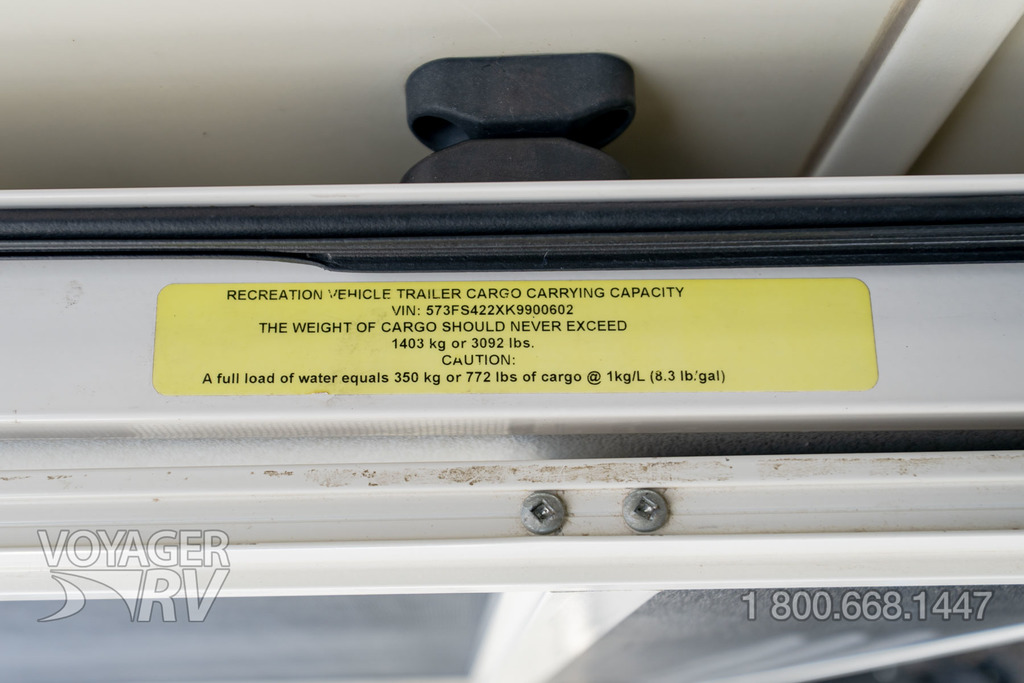 RECREATION VEHICLE TRAILER CARGO CARRYING CAPACITY
VIN: 573FS422XK9900602
THE WEIGHT OF CARGO SHOULD NEVER EXCEED
1403 kg or 3092 lbs.
CAUTION:
A full load of water equals 350 kg or 772 lbs of cargo @ 1kg/L (8.3 lb/gal)
VOYAGER
RV
1 800.668.1447